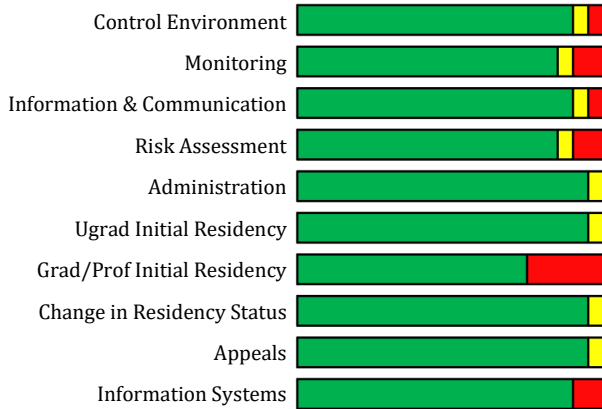 Control Environment
Monitoring
Information & Communication
Risk Assessment
Administration
Ugrad Initial Residency
Grad/Prof Initial Residency
Change in Residency Status
Appeals
Information Systems